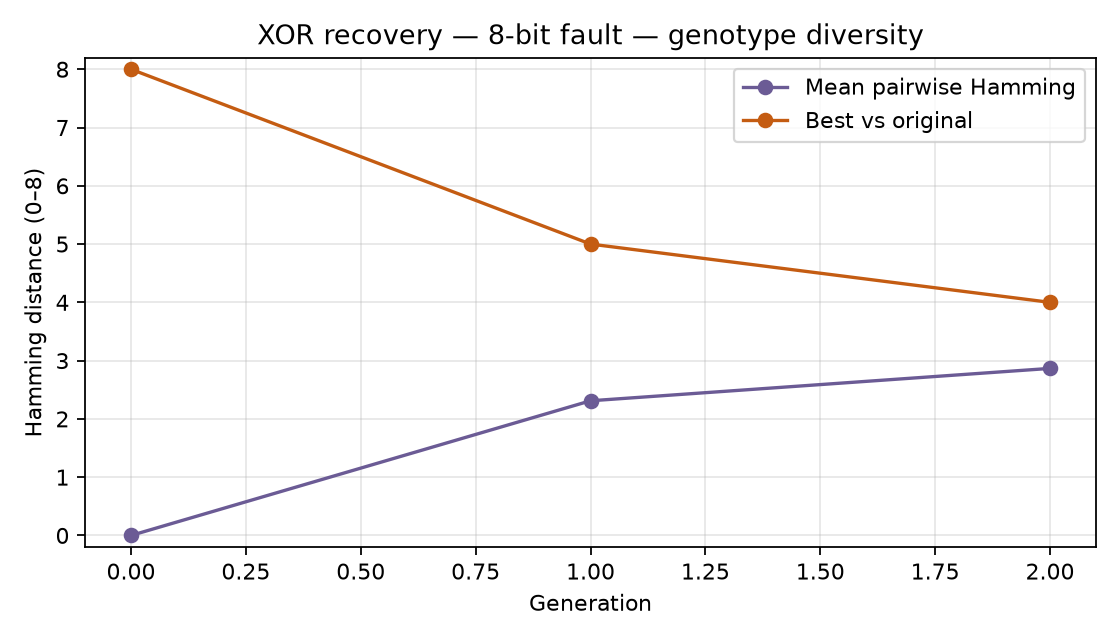 XOR recovery — 8-bit fault — genotype diversity
Mean pairwise Hamming
Best vs original
Hamming distance (0–8)
8
7
6
5
4
3
2
1
0
0.00 0.25 0.50 0.75 1.00 1.25 1.50 1.75 2.00
Generation